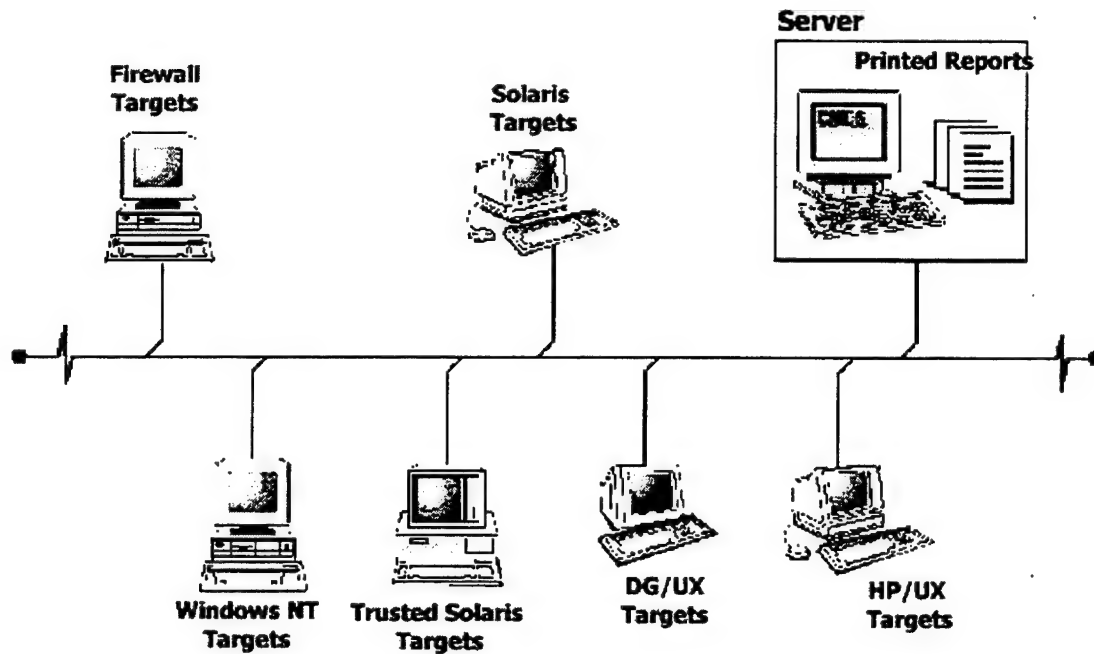 Server
Printed Reports
Firewall
Targets
Solaris
Targets
Windows NT
Targets
Trusted Solaris
Targets
DG/UX
Targets
HP/UX
Targets